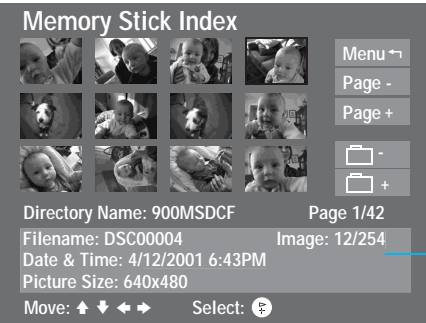 Memory Stick Index
Menu
Page -
Page +
-
+
Directory Name: 900MSDCF Page 1/42
Filename: DSC00004 Image: 12/254
Date & Time: 4/12/2001 6:43PM
Picture Size: 640x480
Move: Select: